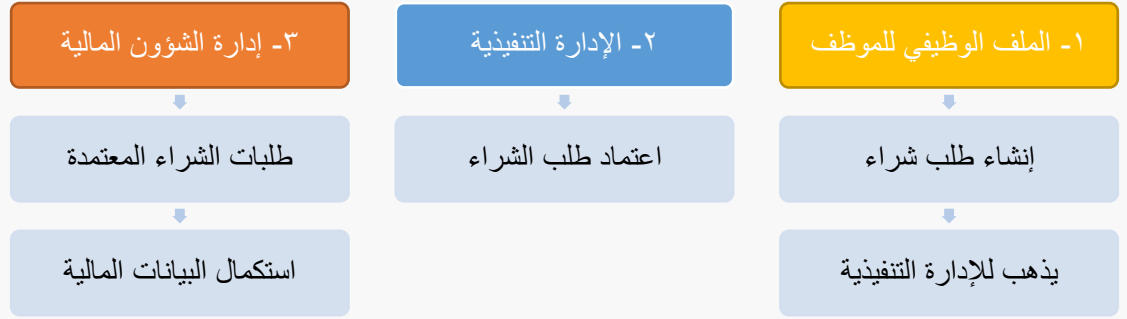 ١- الملف الوظيفي للموظف
إنشاء طلب شراء
يذهب للإدارة التنفيذية
٢- الإدارة التنفيذية
اعتماد طلب الشراء
٣- إدارة الشؤون المالية
طلبات الشراء المعتمدة
استكمال البيانات المالية